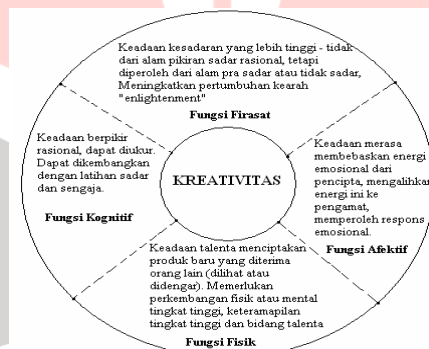 Keadaan kesadaran yang lebih tinggi - tidak
dari alam pikiran sadar rasional, tetapi
diperoleh dari alam pra sadar atau tidak sadar,
Meningkatkan pertumbuhan kearah
"enlightenment"
Fungsi Firasat
Keadaan berpikir
rasional, dapat diukur.
Dapat dikembangkan
dengan latihan sadar
dan sengaja.
Fungsi Kognitif
KREATIVITAS
Keadaan merasa
membebaskan energi
emosional dari
pencipta, mengalihkan
energi ini ke
pengamat,
memperoleh respons
emosional.
Fungsi Afektif
Keadaan talenta menciptakan
produk baru yang diterima
orang lain (dilihat atau
didengar). Memerlukan
perkembangan fisik atau mental
tingkat tinggi, keteramapilan
tingkat tinggi dan bidang talenta
Fungsi Fisik